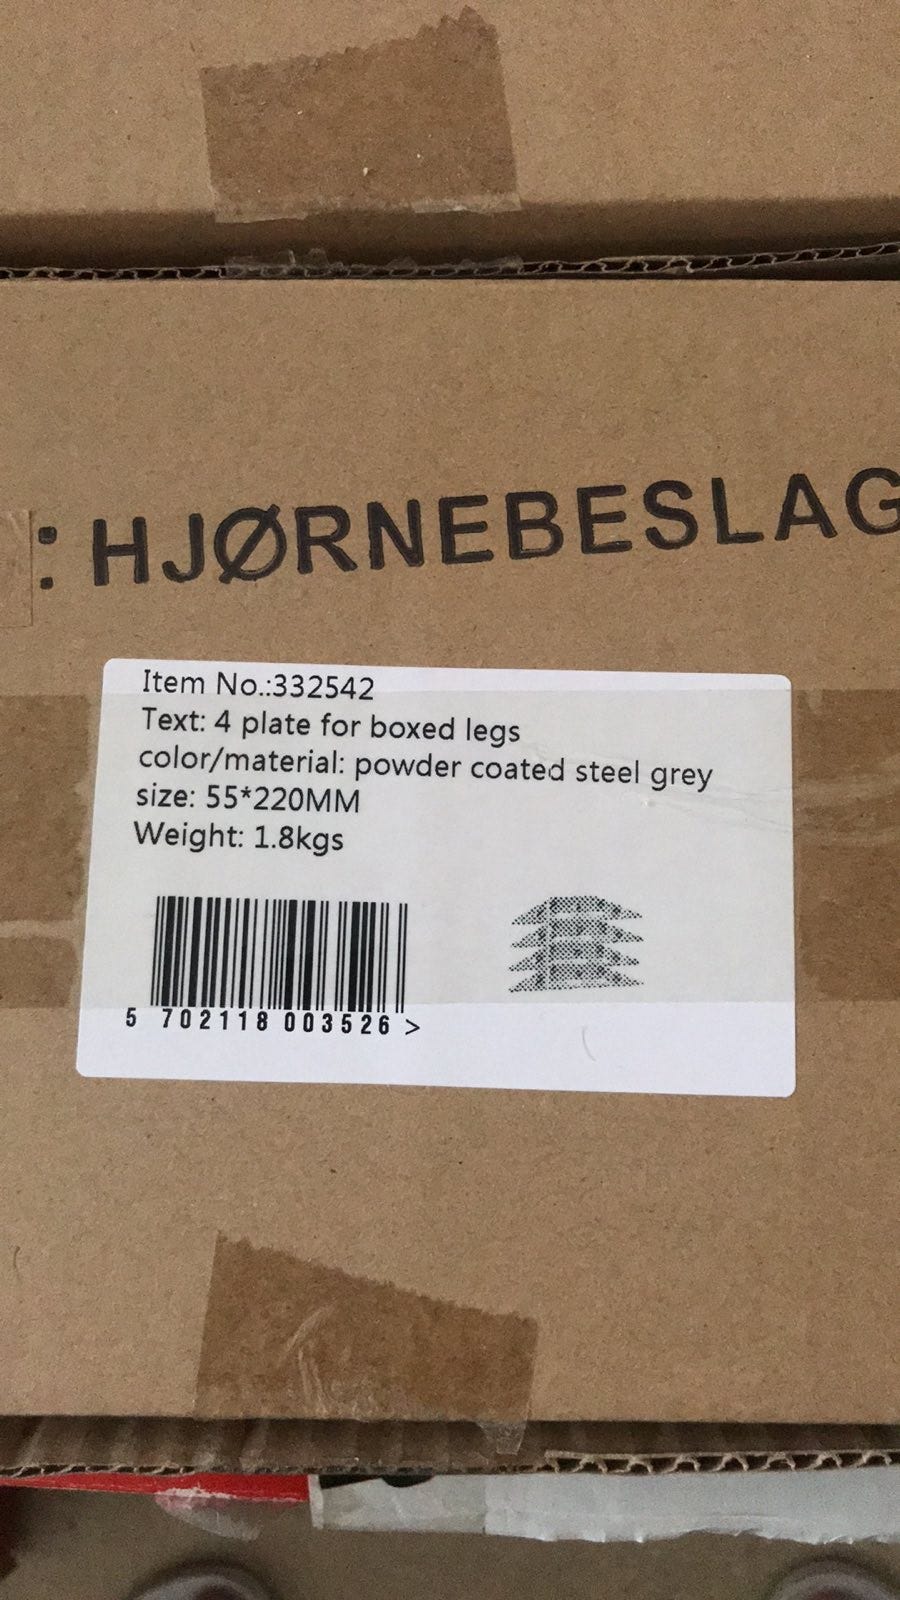 : HJØRNEBESLAG
Item No.:332542
Text: 4 plate for boxed legs
color/material: powder coated steel grey
size: 55*220MM
Weight: 1.8kgs
5 702118 003526 >